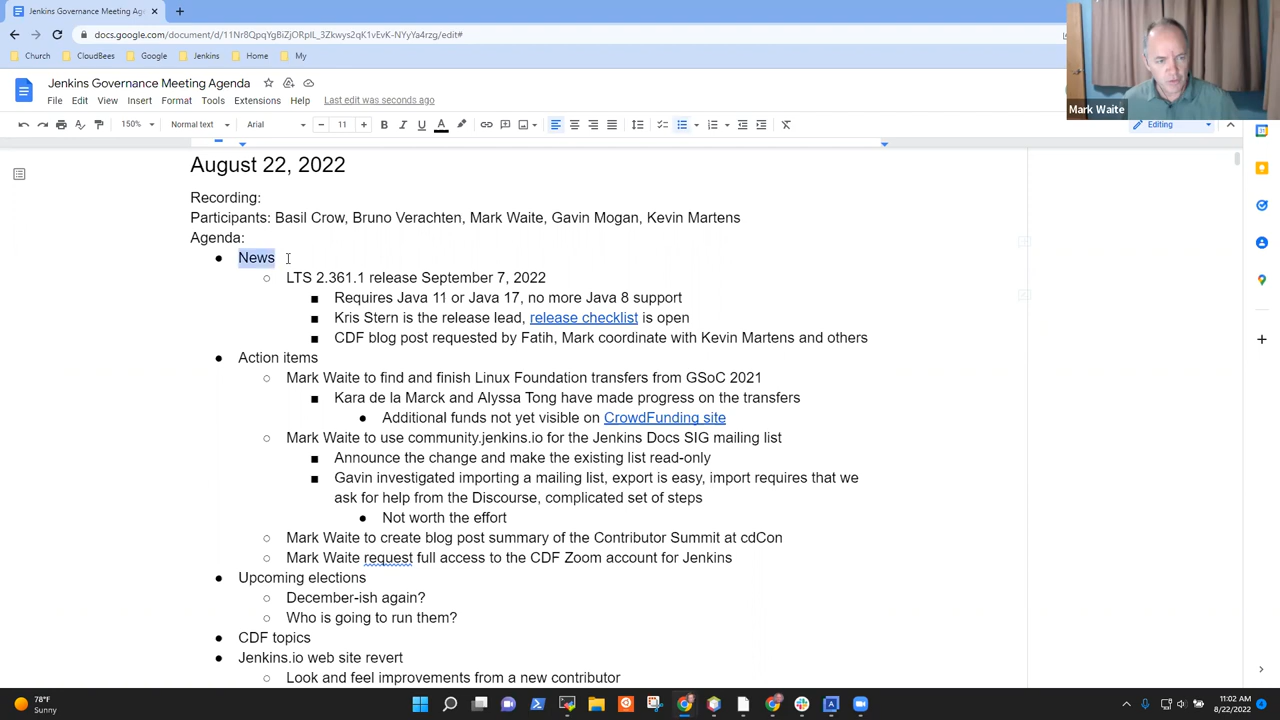 Jenkins Governance Meeting Age
docs.google.com/document/d/11Nr8QpqYgBiZjORpIL_3Zkwys2qK1vEvK-NYyYa4rzg/edit#
Church
CloudBees
Google
Jenkins
Home
My
Mark Waite
Jenkins Governance Meeting Agenda
File Edit View Insert Format Tools Extensions Help Last edit was seconds ago
150% Normal text Arial 11 Editing
August 22, 2022
Recording:
Participants: Basil Crow, Bruno Verachten, Mark Waite, Gavin Mogan, Kevin Martens
Agenda:
News
LTS 2.361.1 release September 7, 2022
Requires Java 11 or Java 17, no more Java 8 support
Kris Stern is the release lead, release checklist is open
CDF blog post requested by Fatih, Mark coordinate with Kevin Martens and others
Action items
Mark Waite to find and finish Linux Foundation transfers from GSoC 2021
Kara de la Marck and Alyssa Tong have made progress on the transfers
Additional funds not yet visible on CrowdFunding site
Mark Waite to use community.jenkins.io for the Jenkins Docs SIG mailing list
Announce the change and make the existing list read-only
Gavin investigated importing a mailing list, export is easy, import requires that we
ask for help from the Discourse, complicated set of steps
Not worth the effort
Mark Waite to create blog post summary of the Contributor Summit at cdCon
Mark Waite request full access to the CDF Zoom account for Jenkins
Upcoming elections
December-ish again?
Who is going to run them?
CDF topics
Jenkins.io web site revert
Look and feel improvements from a new contributor
78°F
Sunny
11:02 AM
8/22/2022